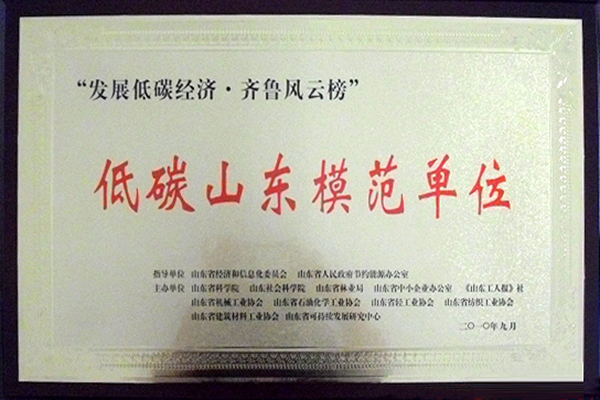 “发展低碳经济·齐鲁风云榜”
低碳山东模范单位
指导单位 山东省经济和信息化委员会 山东省人民政府节约能源办公室
主办单位 山东省科学院 山东社会科学院 山东省林业局 山东省中小企业办公室 《山东工人报》社
山东省机械工业协会 山东省石油化学工业协会 山东省轻工业协会 山东省纺织工业协会
山东省建筑材料工业协会 山东省可持续发展研究中心
二〇一〇年九月